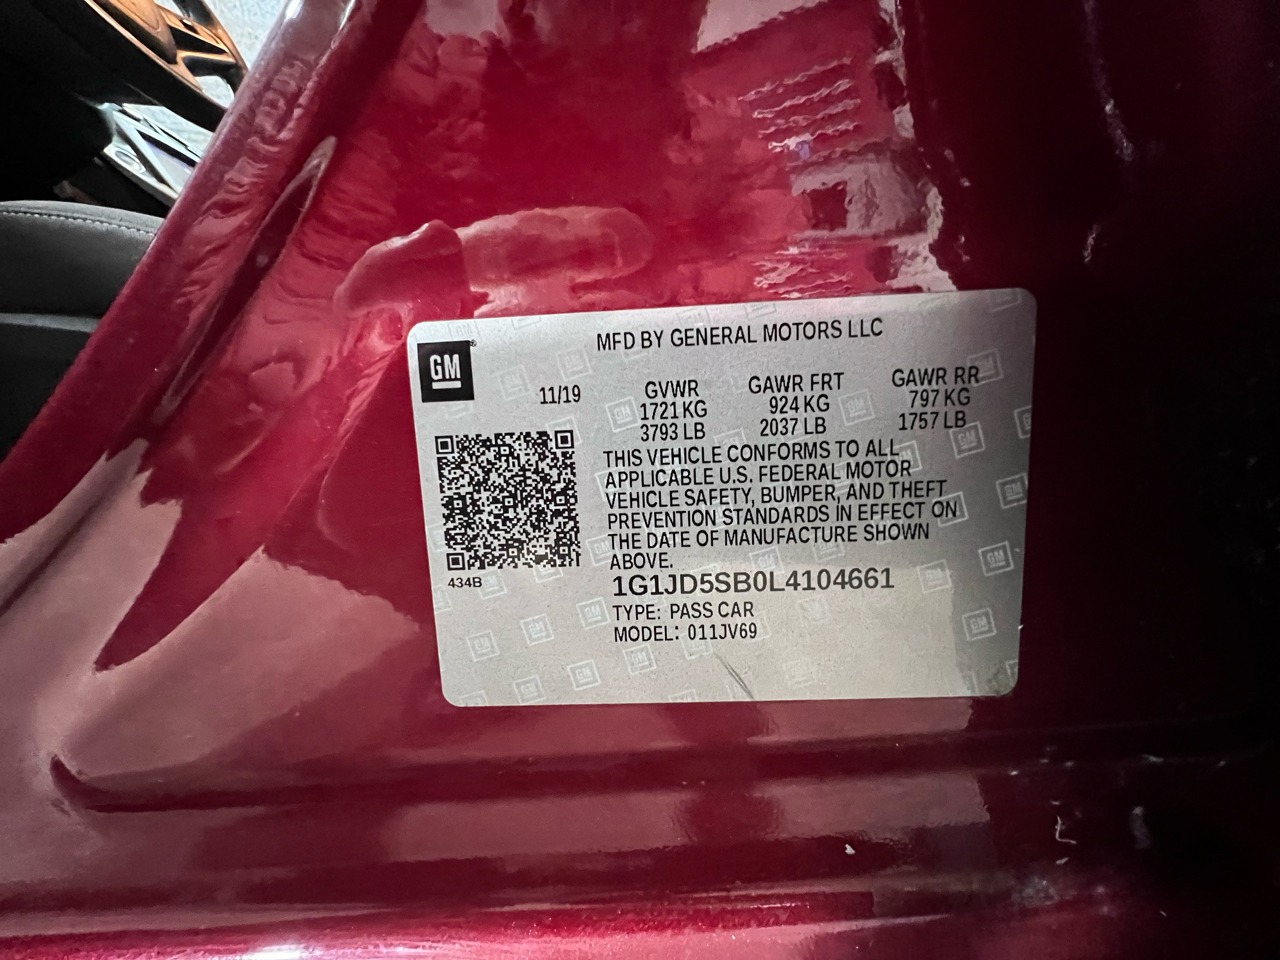 MFD BY GENERAL MOTORS LLC
GM
11/19
GVWR GAWR FRT GAWR RR
1721 KG 924 KG 797 KG
3793 LB 2037 LB 1757 LB
THIS VEHICLE CONFORMS TO ALL
APPLICABLE U.S. FEDERAL MOTOR
VEHICLE SAFETY, BUMPER, AND THEFT
PREVENTION STANDARDS IN EFFECT ON
THE DATE OF MANUFACTURE SHOWN
ABOVE.
434B
1G1JD5SB0L4104661
TYPE: PASS CAR
MODEL: 011JV69